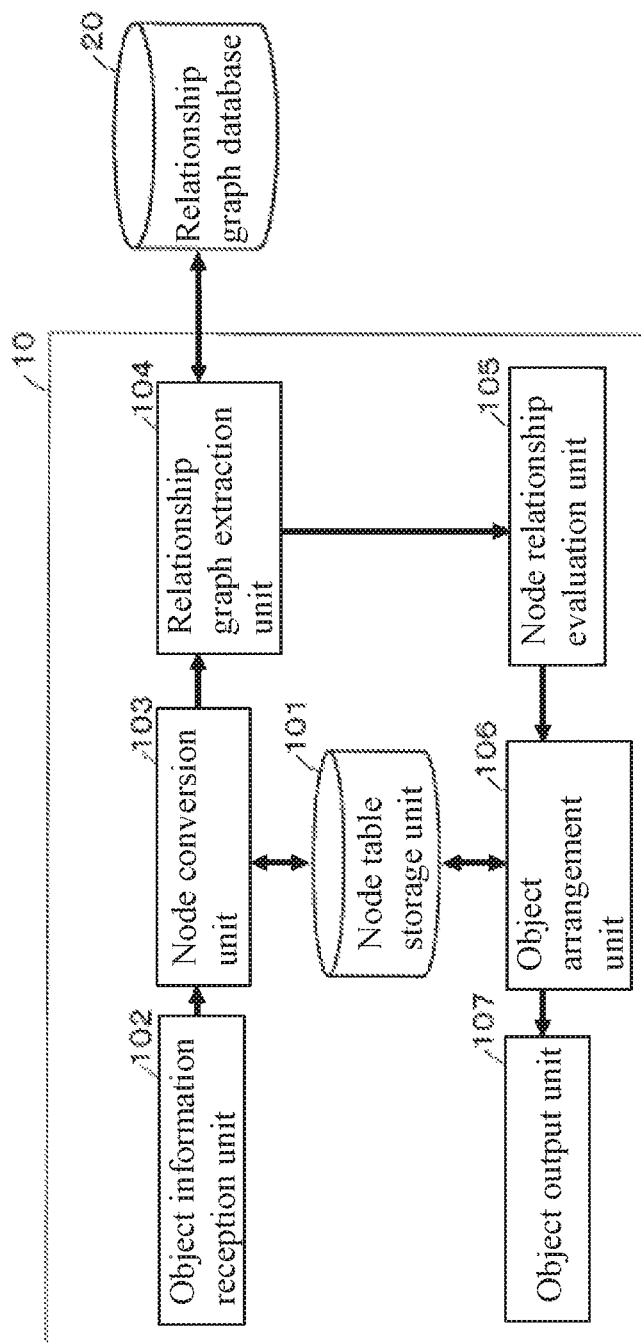 10
20
102
Object information
reception unit
103
Node conversion
unit
104
Relationship
graph extraction
unit
Relationship
graph database
101
Node table
storage unit
107
Object output unit
106
Object
arrangement
unit
105
Node relationship
evaluation unit